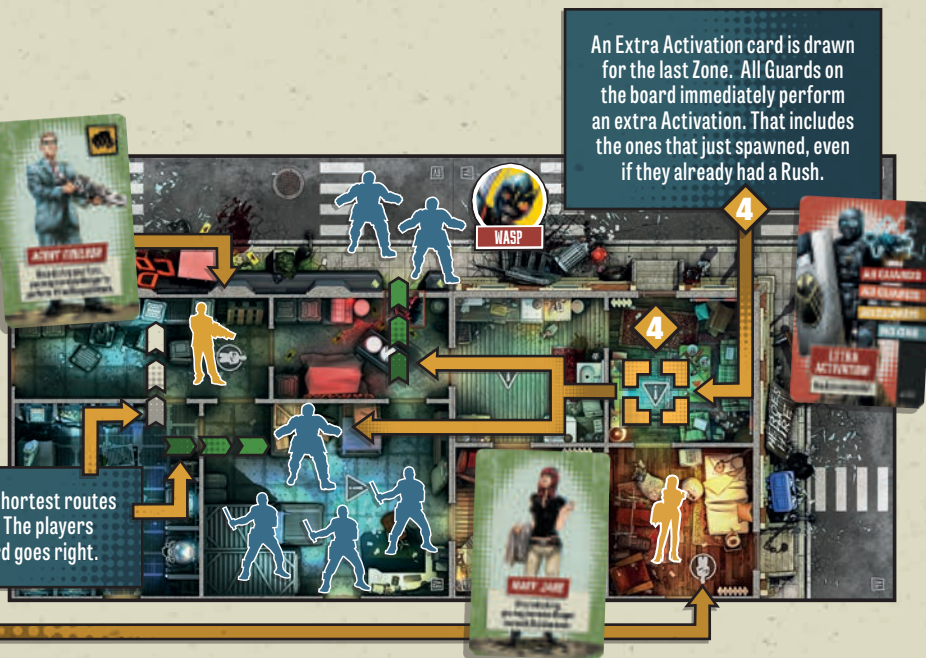 An Extra Activation card is drawn
for the last Zone. All Guards on
the board immediately perform
an extra Activation. That includes
the ones that just spawned, even
if they already had a Rush.
4
WASP
4
EXTRA
ACTIVATION!
MARY JANE
hortest routes
The players
d goes right.